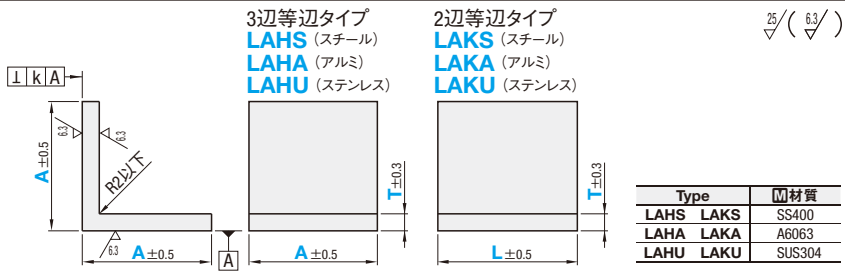 3辺等辺タイプ
LAHS (スチール)
LAHA (アルミ)
LAHU (ステンレス)
2辺等辺タイプ
LAKS (スチール)
LAKA (アルミ)
LAKU (ステンレス)
25 ( 6.3 )
⊥ k A
6.3 6.3
A±0.5
R2以下
6.3
A±0.5
A
T±0.3
A±0.5
T±0.3
L±0.5
Type M材質
LAHS LAKS SS400
LAHA LAKA A6063
LAHU LAKU SUS304